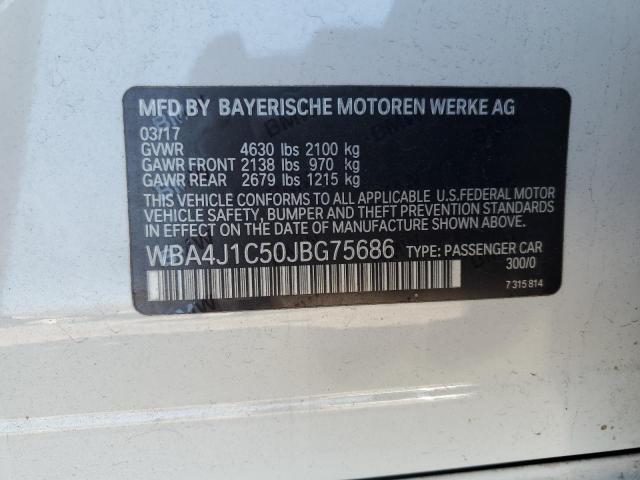 MFD BY BAYERISCHE MOTOREN WERKE AG
03/17
GVWR 4630 lbs 2100 kg
GAWR FRONT 2138 lbs 970 kg
GAWR REAR 2679 lbs 1215 kg
THIS VEHICLE CONFORMS TO ALL APPLICABLE U.S.FEDERAL MOTOR
VEHICLE SAFETY, BUMPER AND THEFT PREVENTION STANDARDS
IN EFFECT ON THE DATE OF MANUFACTURE SHOWN ABOVE.
WBA4J1C50JBG75686 TYPE: PASSENGER CAR
300/0
7 315 814